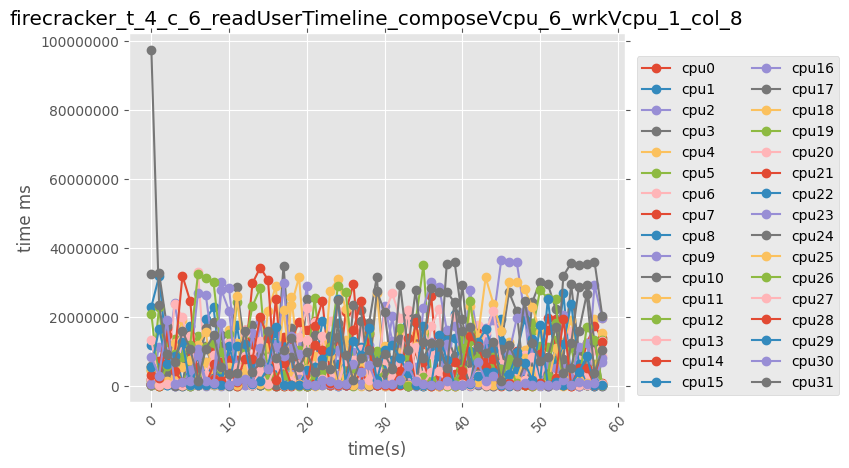 firecracker_t_4_c_6_readUserTimeline_composeVcpu_6_wrkVcpu_1_col_8
100000000
80000000
60000000
40000000
20000000
0
time ms
0 10 20 30 40 50 60
time(s)
cpu0 cpu16
cpu1 cpu17
cpu2 cpu18
cpu3 cpu19
cpu4 cpu20
cpu5 cpu21
cpu6 cpu22
cpu7 cpu23
cpu8 cpu24
cpu9 cpu25
cpu10 cpu26
cpu11 cpu27
cpu12 cpu28
cpu13 cpu29
cpu14 cpu30
cpu15 cpu31